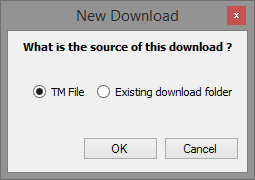 New Download
x
What is the source of this download ?
TM File Existing download folder
OK Cancel